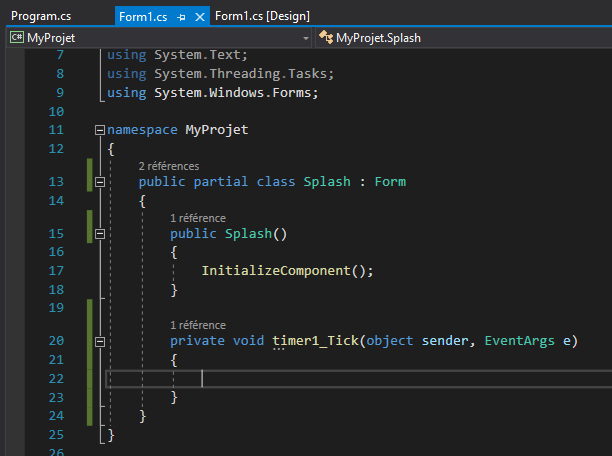 Program.cs Form1.cs Form1.cs [Design]
C# MyProjet MyProjet.Splash
7 using System.Text;
8 using System.Threading.Tasks;
9 using System.Windows.Forms;
10
11 namespace MyProjet
12 {
2 références
13 public partial class Splash : Form
14 {
1 référence
15 public Splash()
16 {
17 InitializeComponent();
18 }
19
1 référence
20 private void timer1_Tick(object sender, EventArgs e)
21 {
22
23 }
24 }
25 }
26